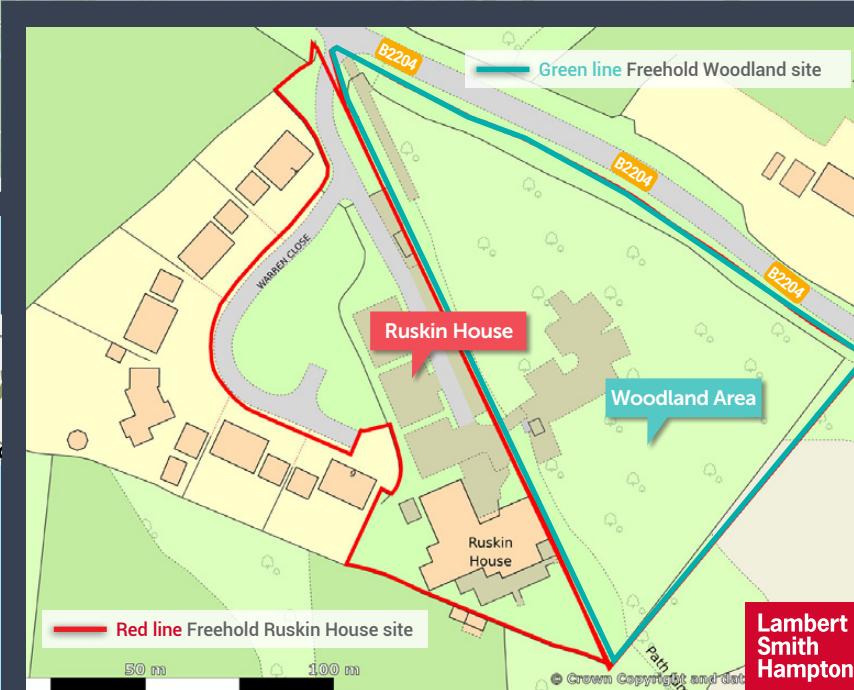 B2204
Green line Freehold Woodland site
B2204
WARREN CLOSE
B2204
Ruskin House
Woodland Area
9
Ruskin
House
Red line Freehold Ruskin House site
Path
50 m
100 m
© Crown Copyright and dat
Lambert
Smith
Hampton